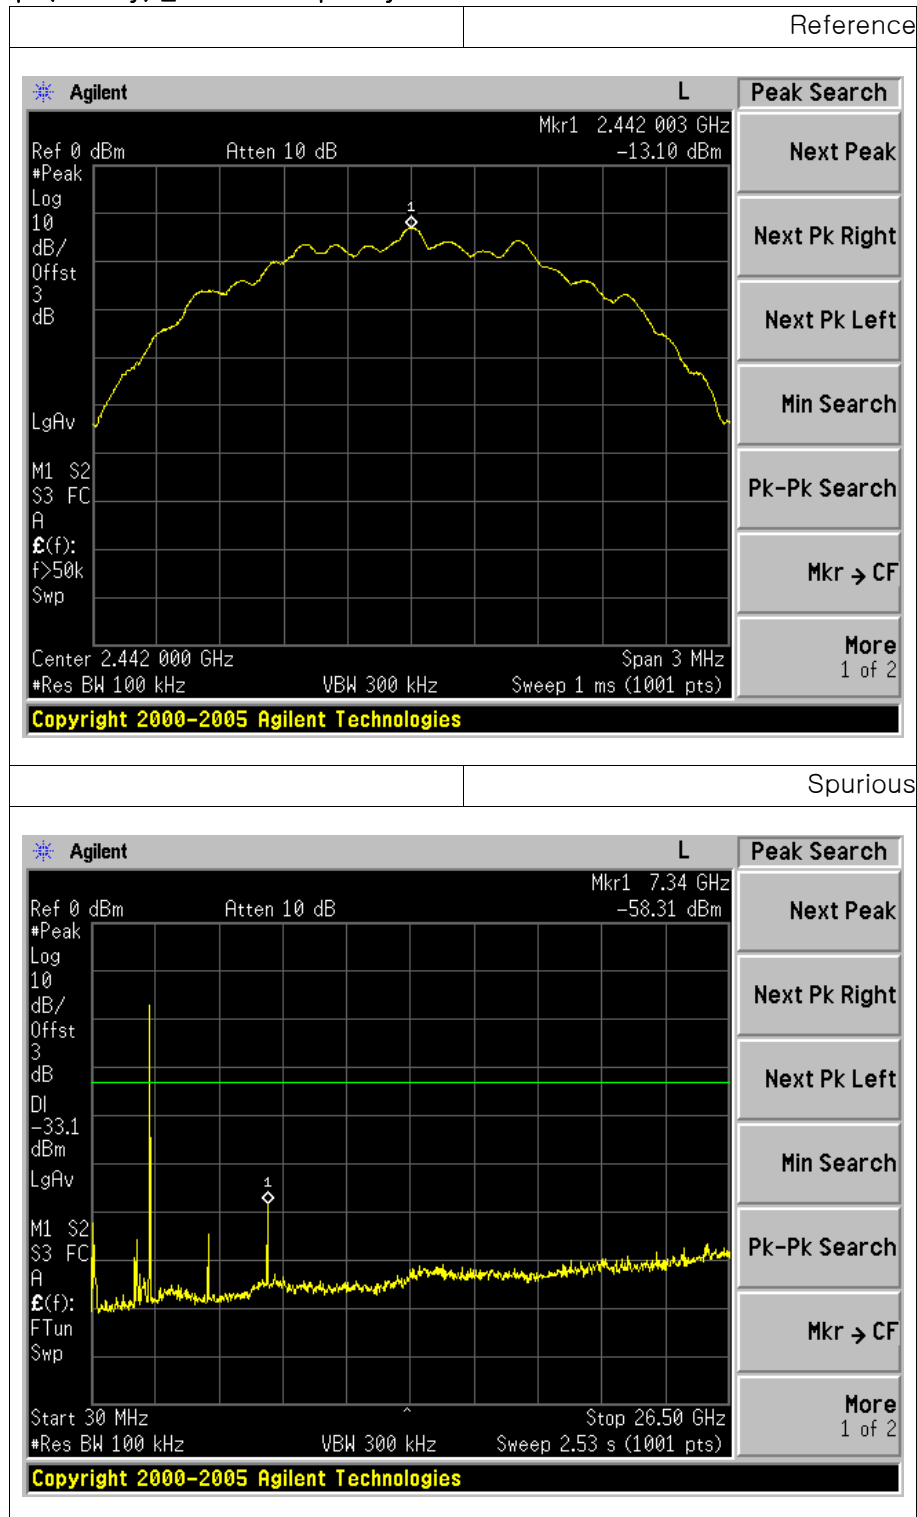 Reference
Agilent L Peak Search
Mkr1 2.442 003 GHz
Ref 0 dBm Atten 10 dB -13.10 dBm
#Peak
Log
10
dB/
Offst
3
dB
LgAv
M1 S2
S3 FC
A
£(f):
f>50k
Swp
1
Center 2.442 000 GHz Span 3 MHz
#Res BW 100 kHz VBW 300 kHz Sweep 1 ms (1001 pts)
Copyright 2000-2005 Agilent Technologies
Next Peak
Next Pk Right
Next Pk Left
Min Search
Pk-Pk Search
Mkr → CF
More
1 of 2
Spurious
Agilent L Peak Search
Mkr1 7.34 GHz
Ref 0 dBm Atten 10 dB -58.31 dBm
#Peak
Log
10
dB/
Offst
3
dB
DI
-33.1
dBm
LgAv
M1 S2
S3 FC
A
£(f):
FTun
Swp
1
Start 30 MHz ^ Stop 26.50 GHz
#Res BW 100 kHz VBW 300 kHz Sweep 2.53 s (1001 pts)
Copyright 2000-2005 Agilent Technologies
Next Peak
Next Pk Right
Next Pk Left
Min Search
Pk-Pk Search
Mkr → CF
More
1 of 2